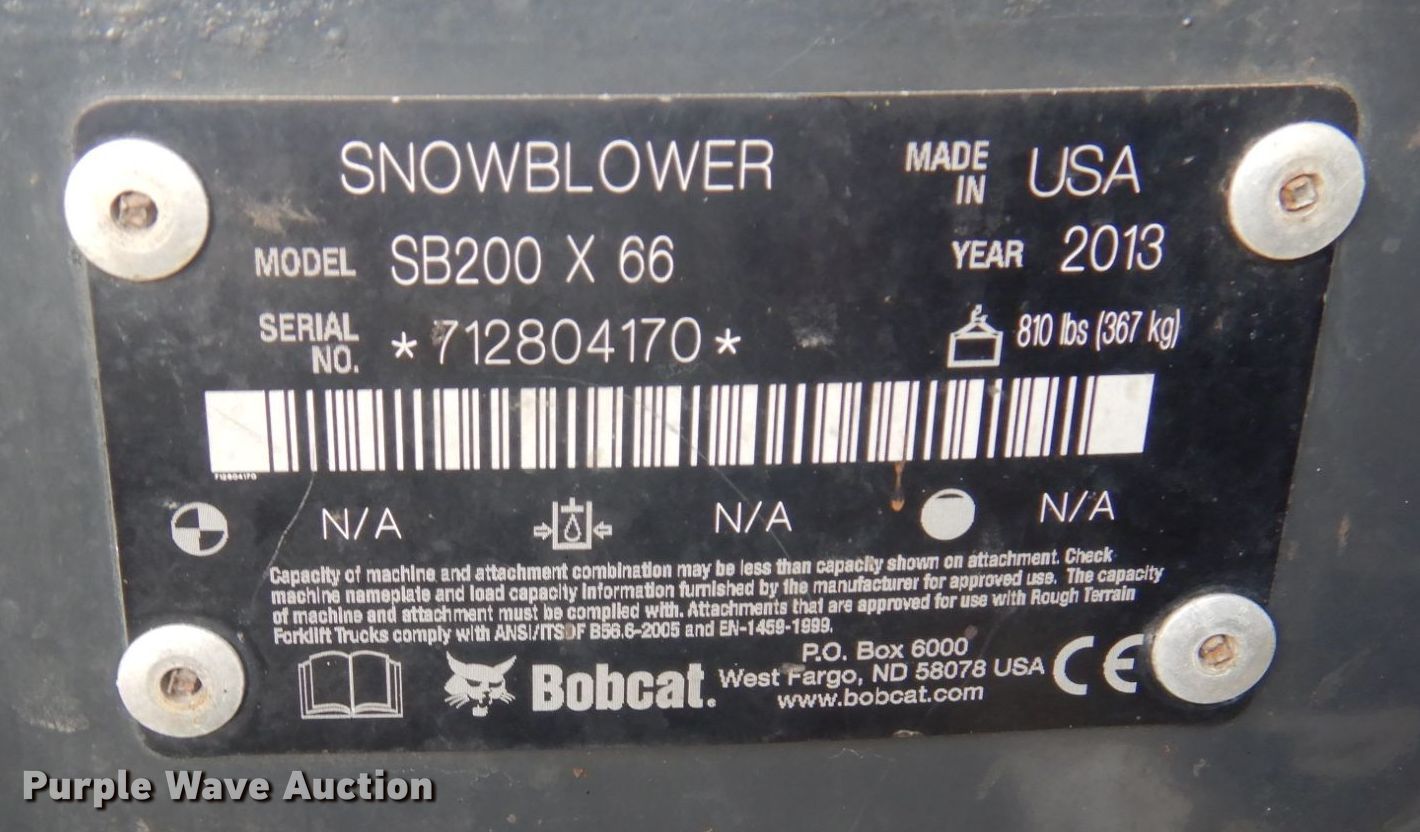 SNOWBLOWER
MADE IN USA
MODEL SB200 X 66
YEAR 2013
SERIAL NO. *712804170*
810 lbs (367 kg)
712804170
N/A N/A N/A
Capacity of machine and attachment combination may be less than capacity shown on attachment. Check
machine nameplate and load capacity information furnished by the manufacturer for approved use. The capacity
of machine and attachment must be complied with. Attachments that are approved for use with Rough Terrain
Forklift Trucks comply with ANSI/ITSDF B56.6-2005 and EN-1459-1999.
Bobcat.
P.O. Box 6000
West Fargo, ND 58078 USA
www.bobcat.com
CE
Purple Wave Auction